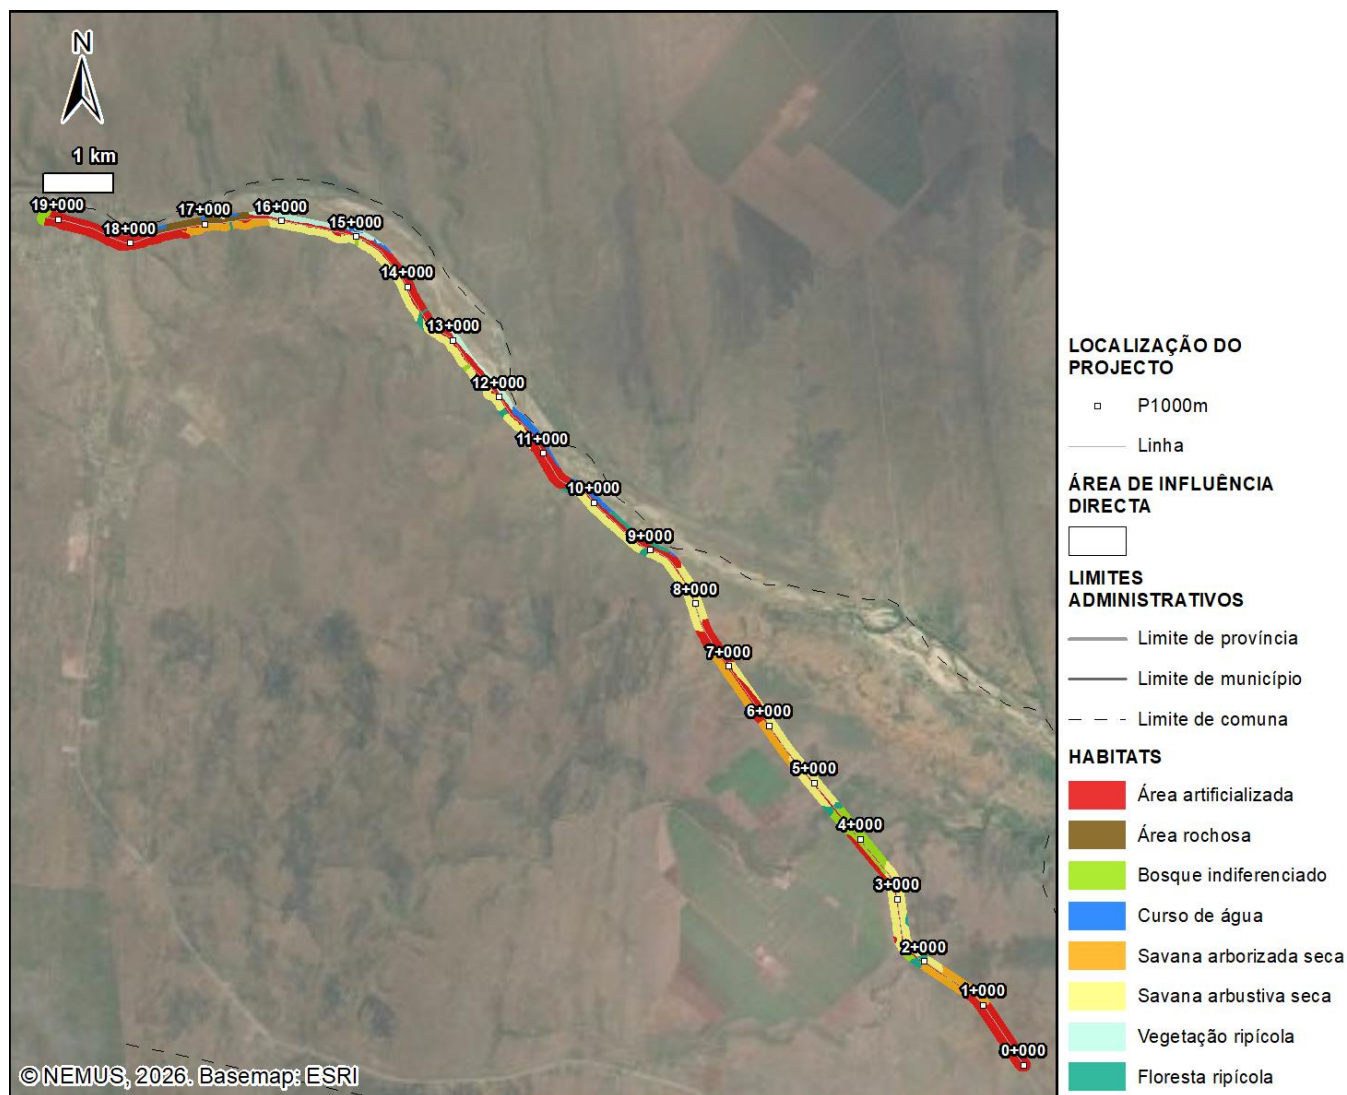 N
1 km
19+000
18+000
17+000
16+000
15+000
14+000
13+000
12+000
11+000
10+000
9+000
8+000
7+000
6+000
5+000
4+000
3+000
2+000
1+000
0+000
© NEMUS, 2026. Basemap: ESRI
LOCALIZAÇÃO DO
PROJECTO
P1000m
Linha
ÁREA DE INFLUÊNCIA
DIRECTA
LIMITES
ADMINISTRATIVOS
Limite de província
Limite de município
Limite de comuna
HABITATS
Área artificializada
Área rochosa
Bosque indiferenciado
Curso de água
Savana arborizada seca
Savana arbustiva seca
Vegetação ripícola
Floresta ripícola